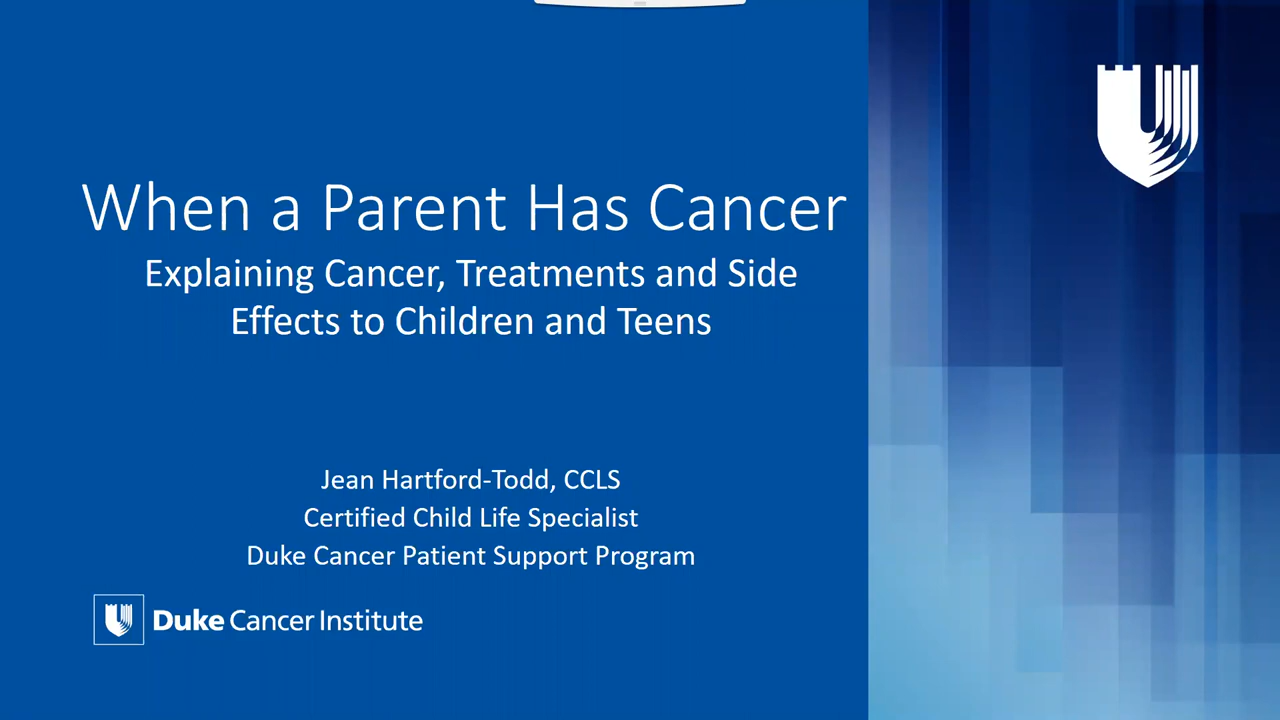 When a Parent Has Cancer
Explaining Cancer, Treatments and Side
Effects to Children and Teens
Jean Hartford-Todd, CCLS
Certified Child Life Specialist
Duke Cancer Patient Support Program
Duke Cancer Institute